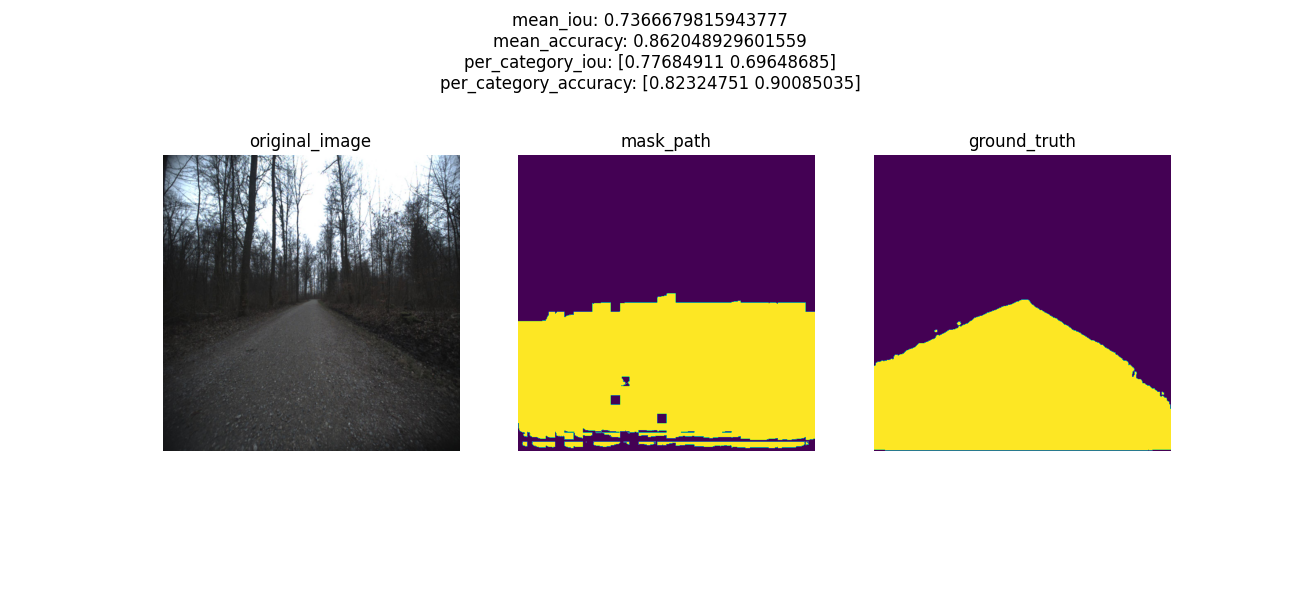 mean_iou: 0.7366679815943777
mean_accuracy: 0.862048929601559
per_category_iou: [0.77684911 0.69648685]
per_category_accuracy: [0.82324751 0.90085035]
original_image
mask_path
ground_truth